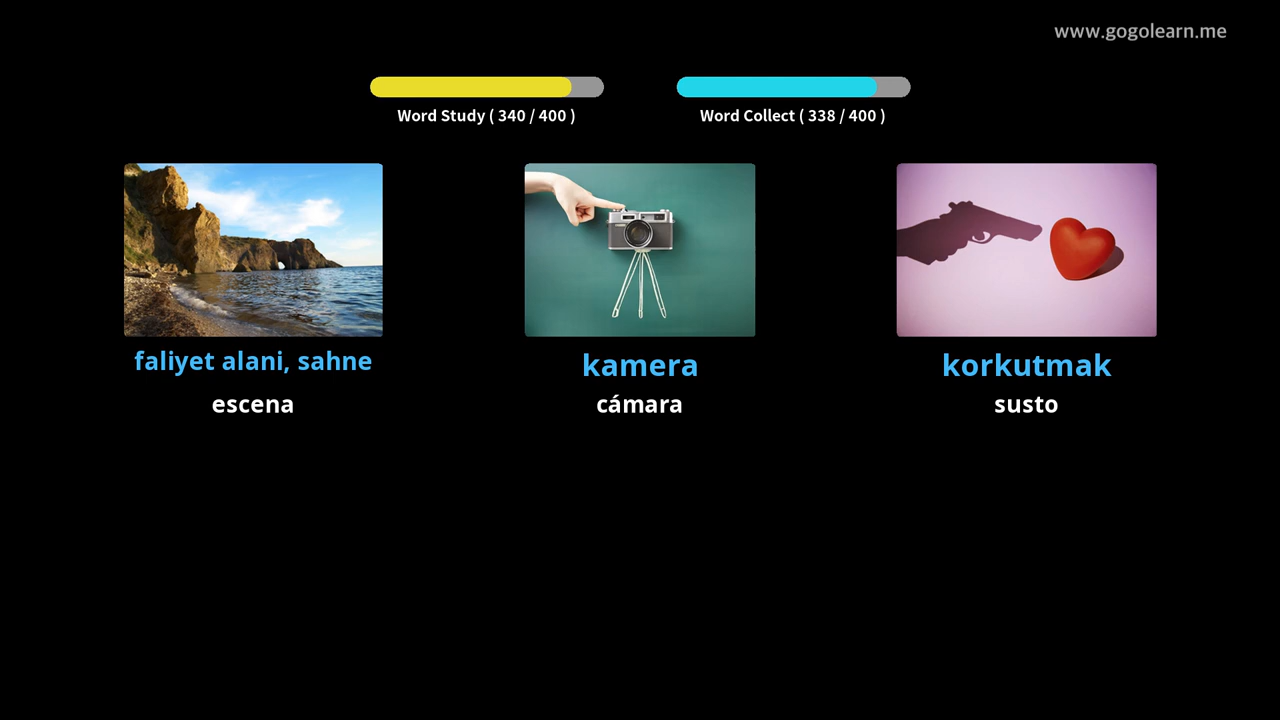 www.gogolearn.me
Word Study ( 340 / 400 )
Word Collect ( 338 / 400 )
faliyet alani, sahne
escena
kamera
cámara
korkutmak
susto